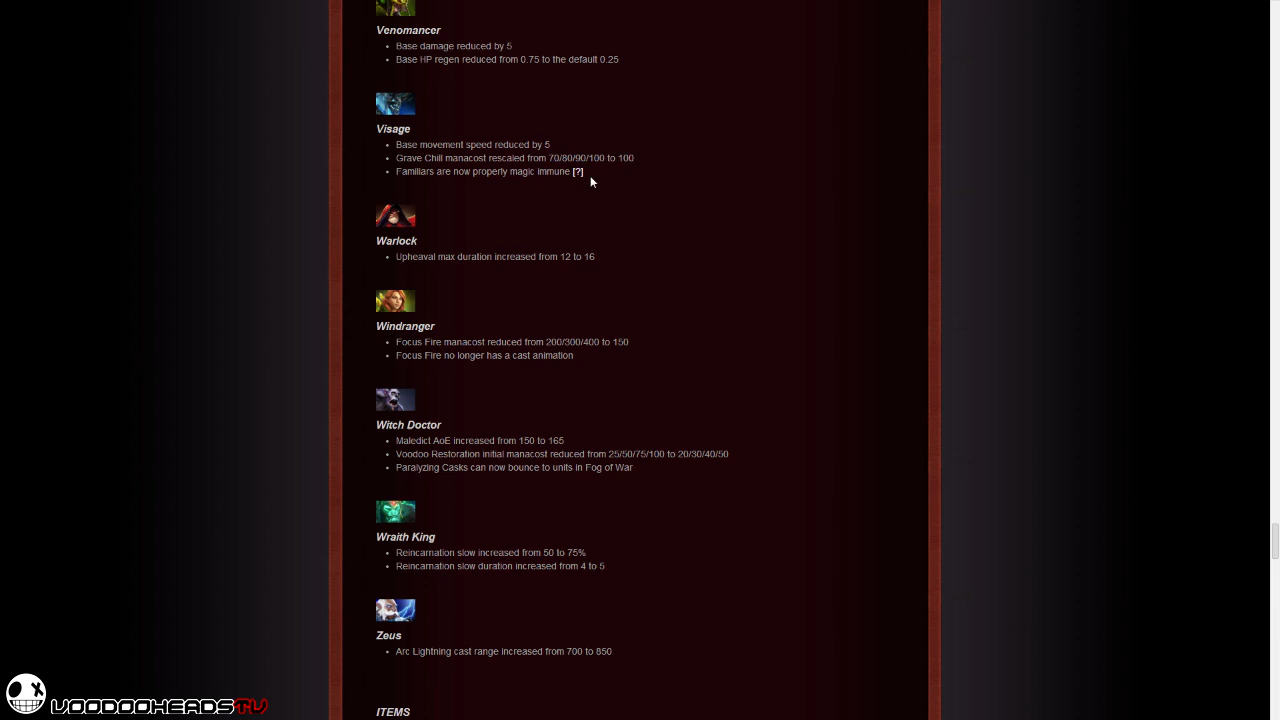 Venomancer
• Base damage reduced by 5
• Base HP regen reduced from 0.75 to the default 0.25
Visage
• Base movement speed reduced by 5
• Grave Chill manacost rescaled from 70/80/90/100 to 100
• Familiars are now properly magic immune [?]
Warlock
• Upheaval max duration increased from 12 to 16
Windranger
• Focus Fire manacost reduced from 200/300/400 to 150
• Focus Fire no longer has a cast animation
Witch Doctor
• Maledict AoE increased from 150 to 165
• Voodoo Restoration initial manacost reduced from 25/50/75/100 to 20/30/40/50
• Paralyzing Casks can now bounce to units in Fog of War
Wraith King
• Reincarnation slow increased from 50 to 75%
• Reincarnation slow duration increased from 4 to 5
Zeus
• Arc Lightning cast range increased from 700 to 850
ITEMS
VOODOOHEADSTV